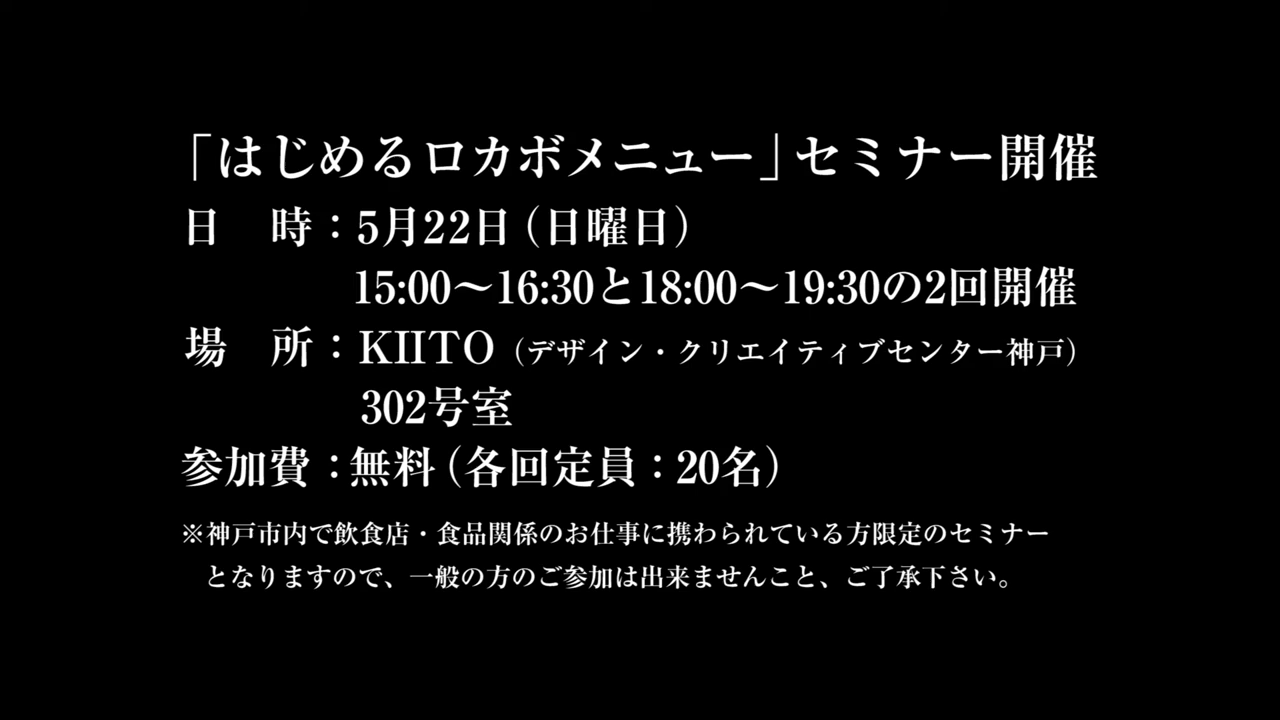 「はじめるロカボメニュー」セミナー開催
日　時：5月22日（日曜日）
15:00～16:30と18:00～19:30の2回開催
場　所：KIITO（デザイン・クリエイティブセンター神戸）
302号室
参加費：無料（各回定員：20名）
※神戸市内で飲食店・食品関係のお仕事に携わられている方限定のセミナー
となりますので、一般の方のご参加は出来ませんこと、ご了承下さい。